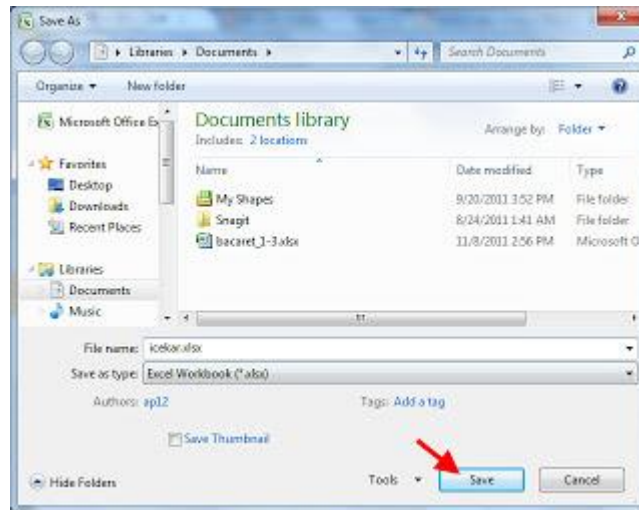 Save As
Libraries Documents Search Documents
Organize New folder
Microsoft Office Ex
Favorites
Desktop
Downloads
Recent Places
Libraries
Documents
Music
Documents library
Includes: 2 locations
Arrange by: Folder
Name Date modified Type
My Shapes 9/20/2011 3:52 PM File folder
Snagit 8/24/2011 1:41 AM File folder
bacaret_1-3.xlsx 11/8/2011 2:56 PM Microsoft O
File name: icekar.xlsx
Save as type: Excel Workbook (*.xlsx)
Authors: ap12 Tags: Add a tag
Save Thumbnail
Hide Folders Tools Save Cancel